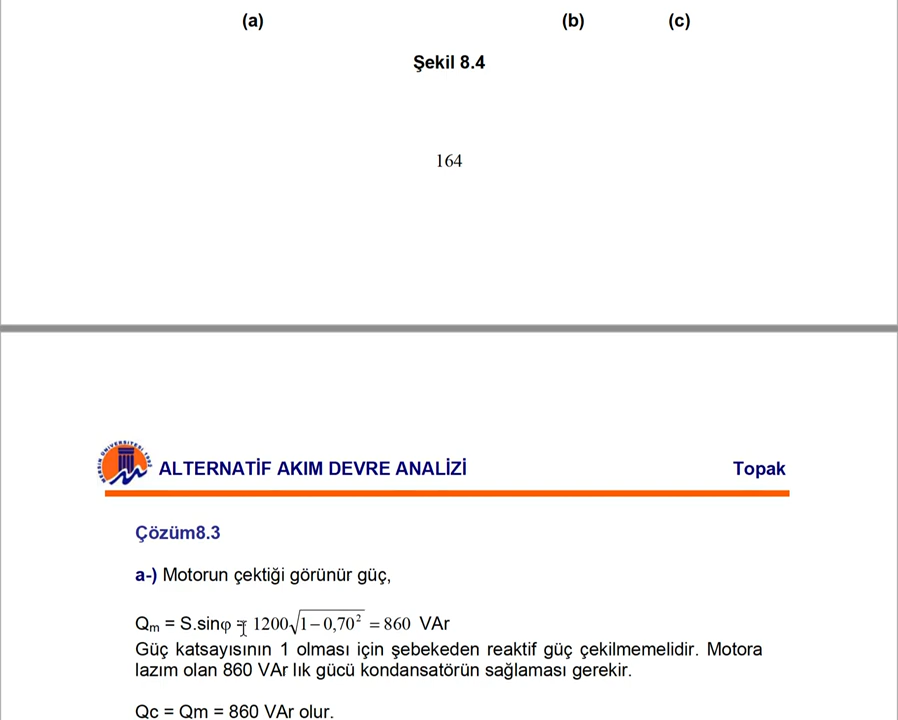 (a) (b) (c)
Şekil 8.4
164
ALTERNATİF AKIM DEVRE ANALİZİ Topak
Çözüm8.3
a-) Motorun çektiği görünür güç,
Qm = S.sinφ = 1200√1−0,70² = 860 VAr
Güç katsayısının 1 olması için şebekeden reaktif güç çekilmemelidir. Motora
lazım olan 860 VAr lık gücü kondansatörün sağlaması gerekir.
Qc = Qm = 860 VAr olur.